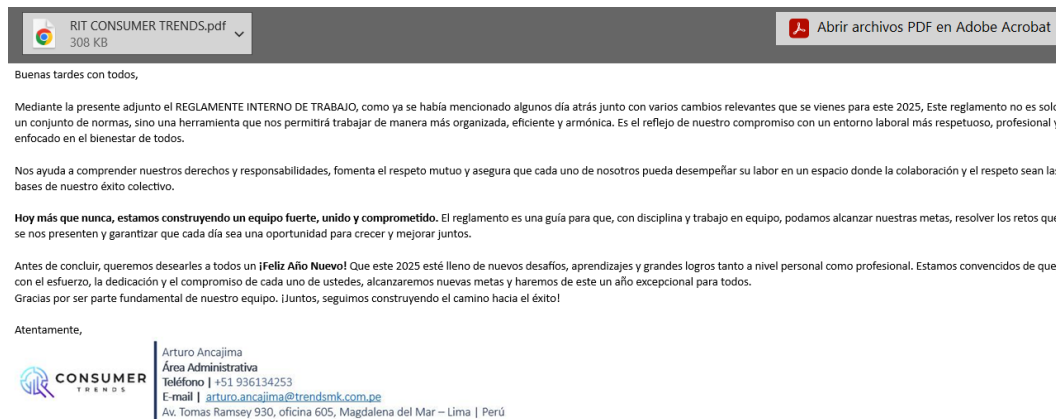 RIT CONSUMER TRENDS.pdf
308 KB
Abrir archivos PDF en Adobe Acrobat
Buenas tardes con todos,
Mediante la presente adjunto el REGLAMENTE INTERNO DE TRABAJO, como ya se había mencionado algunos día atrás junto con varios cambios relevantes que se vienes para este 2025, Este reglamento no es solo
un conjunto de normas, sino una herramienta que nos permitirá trabajar de manera más organizada, eficiente y armónica. Es el reflejo de nuestro compromiso con un entorno laboral más respetuoso, profesional y
enfocado en el bienestar de todos.
Nos ayuda a comprender nuestros derechos y responsabilidades, fomenta el respeto mutuo y asegura que cada uno de nosotros pueda desempeñar su labor en un espacio donde la colaboración y el respeto sean las
bases de nuestro éxito colectivo.
Hoy más que nunca, estamos construyendo un equipo fuerte, unido y comprometido. El reglamento es una guía para que, con disciplina y trabajo en equipo, podamos alcanzar nuestras metas, resolver los retos que
se nos presenten y garantizar que cada día sea una oportunidad para crecer y mejorar juntos.
Antes de concluir, queremos desearles a todos un ¡Feliz Año Nuevo! Que este 2025 esté lleno de nuevos desafíos, aprendizajes y grandes logros tanto a nivel personal como profesional. Estamos convencidos de que
con el esfuerzo, la dedicación y el compromiso de cada uno de ustedes, alcanzaremos nuevas metas y haremos de este un año excepcional para todos.
Gracias por ser parte fundamental de nuestro equipo. ¡Juntos, seguimos construyendo el camino hacia el éxito!
Atentamente,
CONSUMER
TRENDS
Arturo Ancajima
Área Administrativa
Teléfono | +51 936134253
E-mail | arturo.ancajima@trendsmk.com.pe
Av. Tomas Ramsey 930, oficina 605, Magdalena del Mar – Lima | Perú